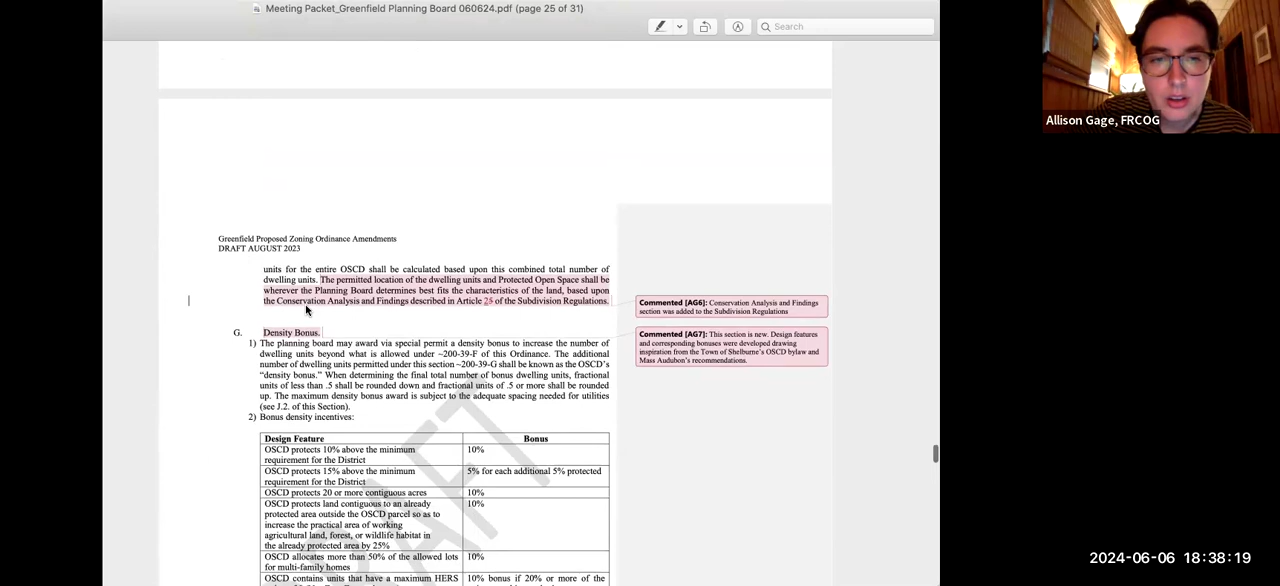 Meeting Packet_Greenfield Planning Board 060624.pdf (page 25 of 31)
Search
Allison Gage, FRCOG
Greenfield Proposed Zoning Ordinance Amendments
DRAFT AUGUST 2023
units for the entire OSCD shall be calculated based upon this combined total number of
dwelling units. The permitted location of the dwelling units and Protected Open Space shall be
wherever the Planning Board determines best fits the characteristics of the land, based upon
the Conservation Analysis and Findings described in Article 25 of the Subdivision Regulations.
Commented [AG6]: Conservation Analysis and Findings
section was added to the Subdivision Regulations
G. Density Bonus.
Commented [AG7]: This section is new. Design features
and corresponding bonuses were developed drawing
inspiration from the Town of Shelburne's OSCD bylaw and
Mass Audubon's recommendations.
1) The planning board may award via special permit a density bonus to increase the number of
dwelling units beyond what is allowed under ~200-39-F of this Ordinance. The additional
number of dwelling units permitted under this section ~200-39-G shall be known as the OSCD's
"density bonus." When determining the final total number of bonus dwelling units, fractional
units of less than .5 shall be rounded down and fractional units of .5 or more shall be rounded
up. The maximum density bonus award is subject to the adequate spacing needed for utilities
(see J.2. of this Section).
2) Bonus density incentives:
Design Feature Bonus
OSCD protects 10% above the minimum 10%
requirement for the District
OSCD protects 15% above the minimum 5% for each additional 5% protected
requirement for the District
OSCD protects 20 or more contiguous acres 10%
OSCD protects land contiguous to an already 10%
protected area outside the OSCD parcel so as to
increase the practical area of working
agricultural land, forest, or wildlife habitat in
the already protected area by 25%
OSCD allocates more than 50% of the allowed lots 10%
for multi-family homes
OSCD contains units that have a maximum HERS 10% bonus if 20% or more of the
DRAFT
2024-06-06 18:38:19